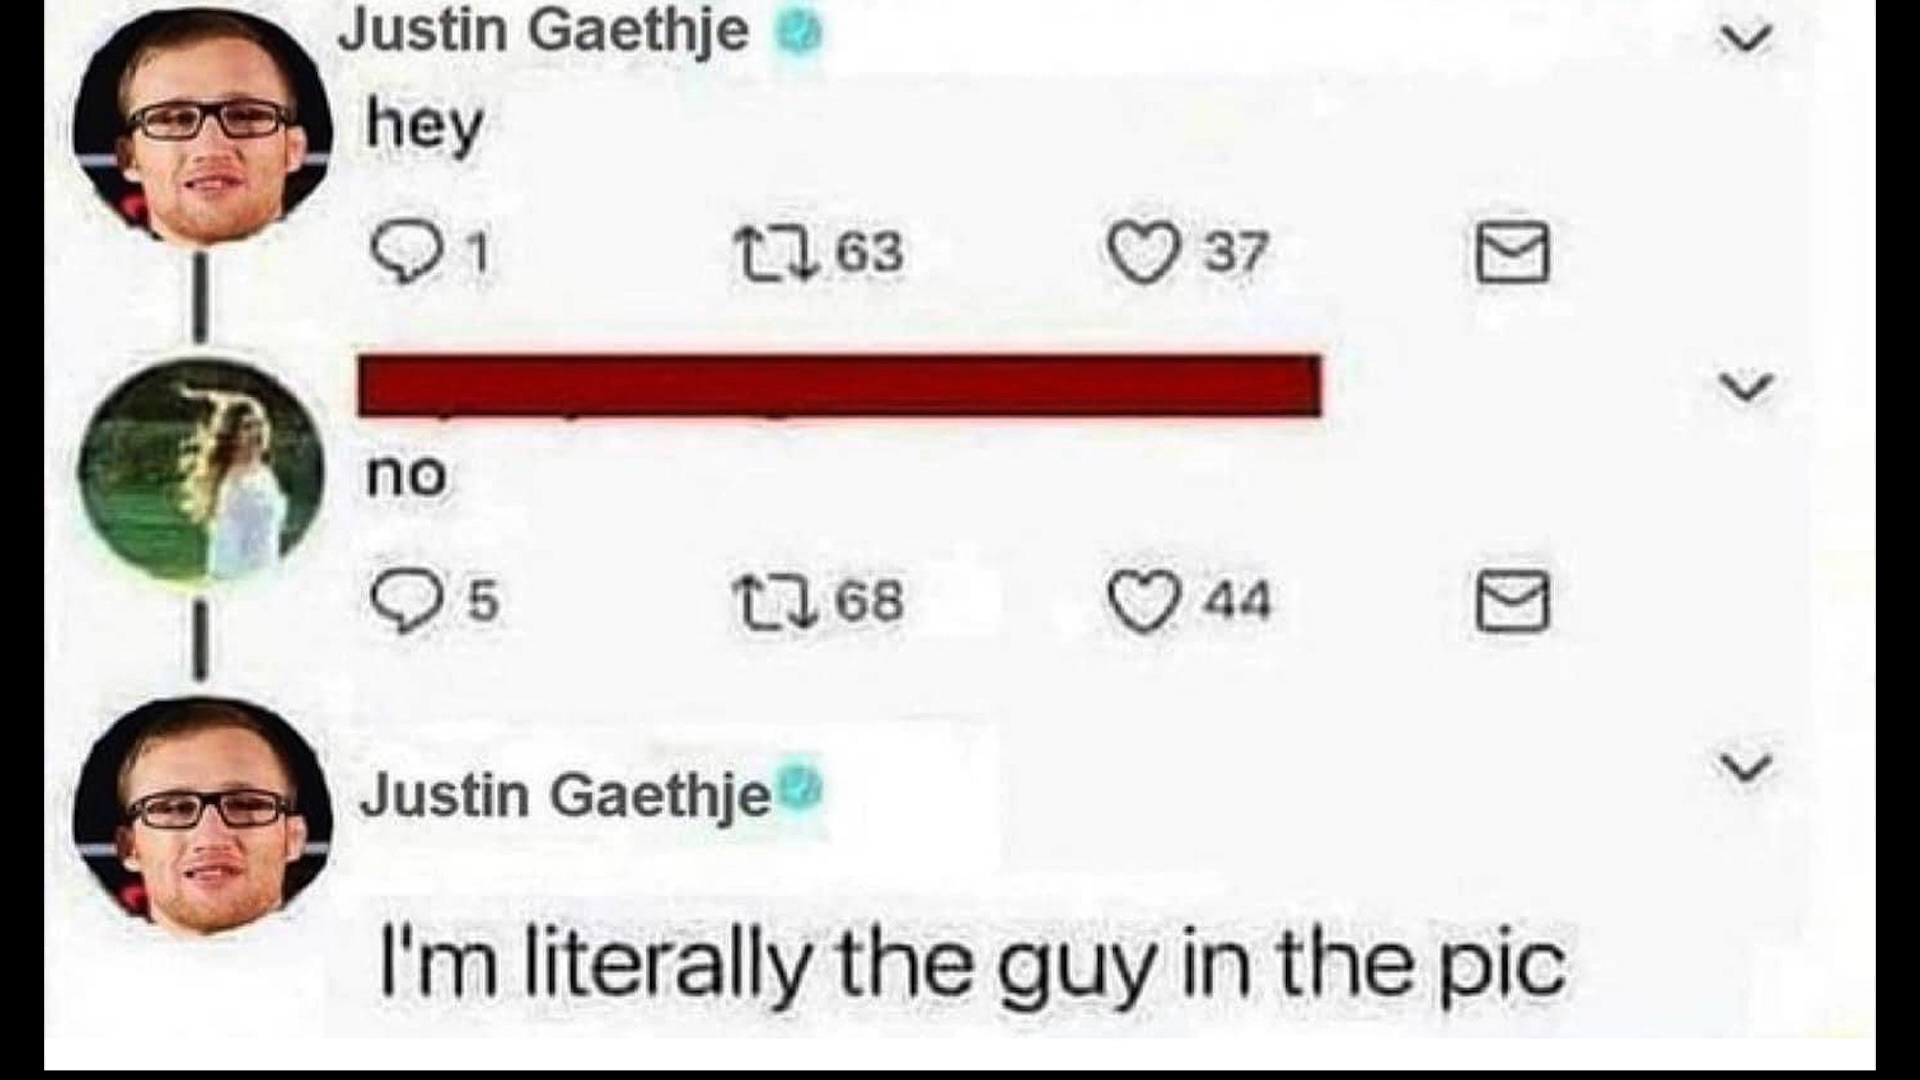 Justin Gaethje
hey
1 63 37
no
5 68 44
Justin Gaethje
I'm literally the guy in the pic